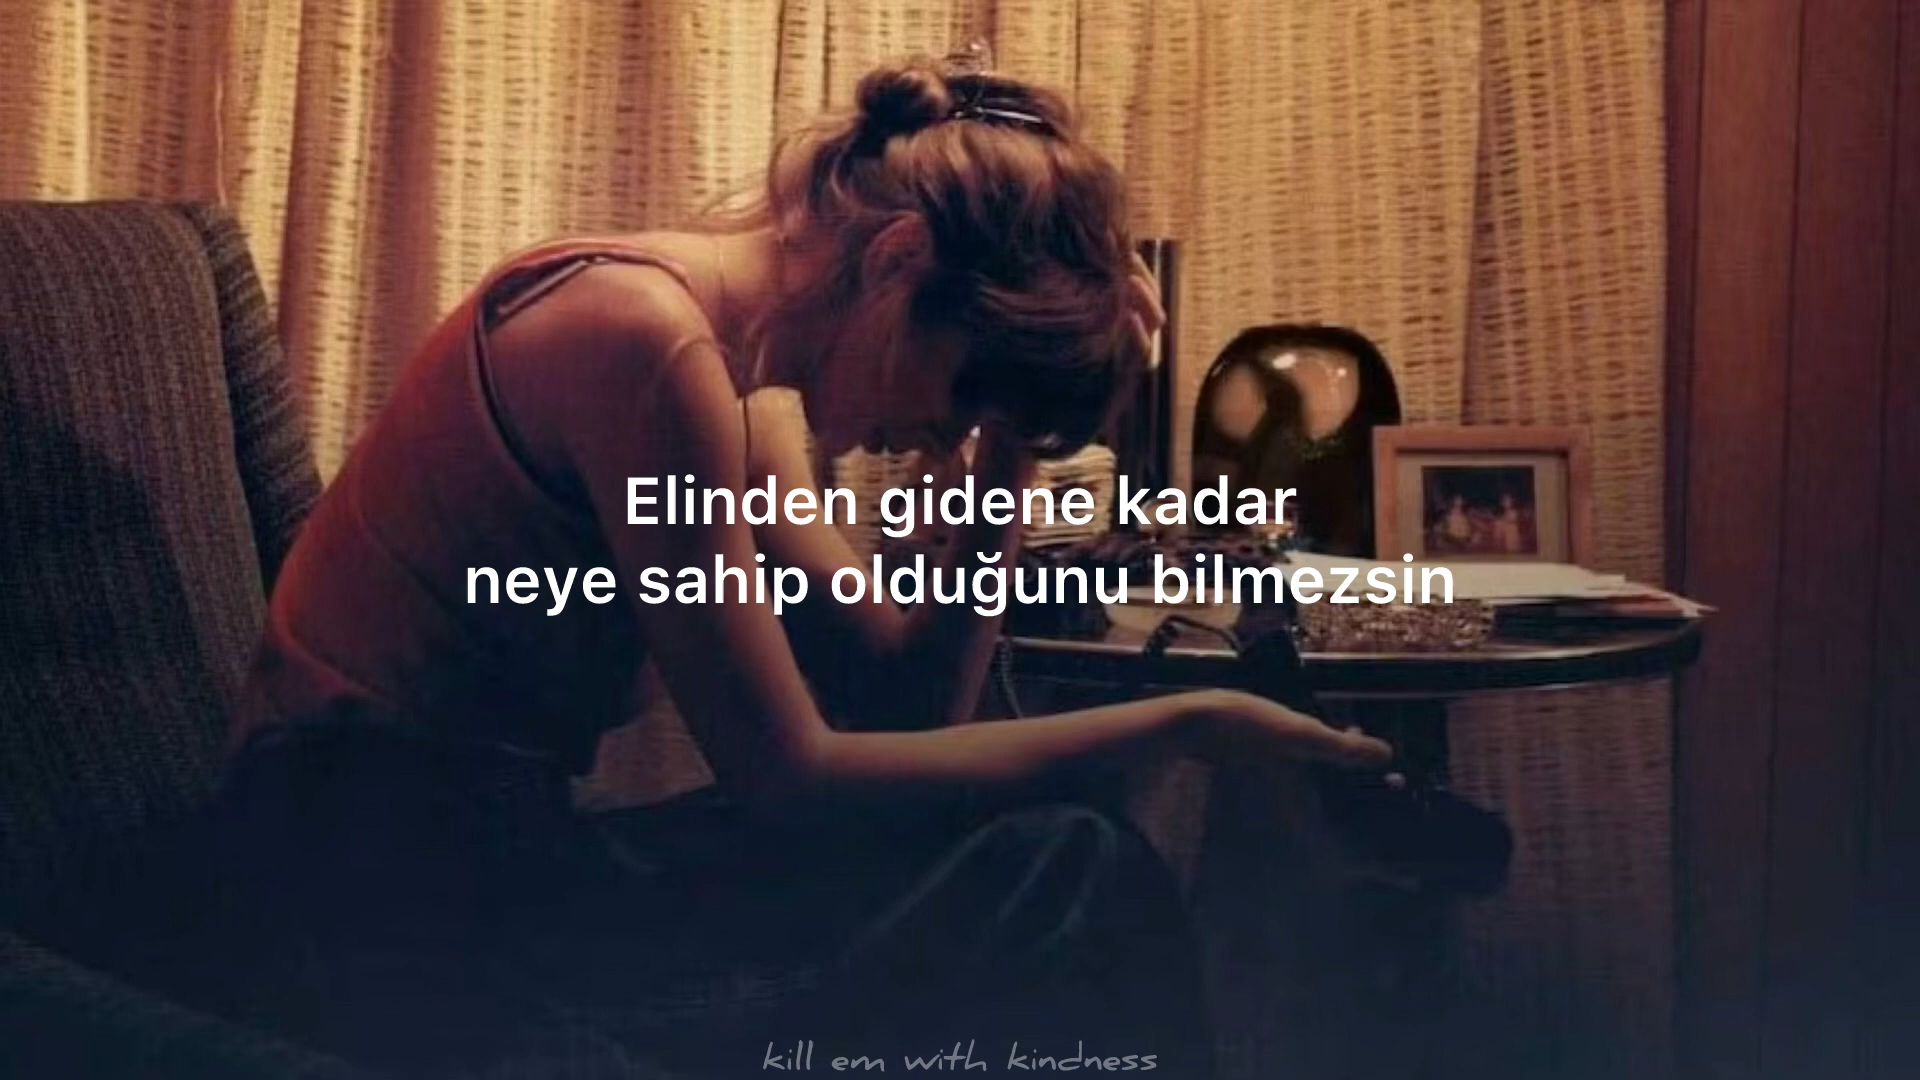 Elinden gidene kadar
neye sahip olduğunu bilmezsin
kill em with kindness